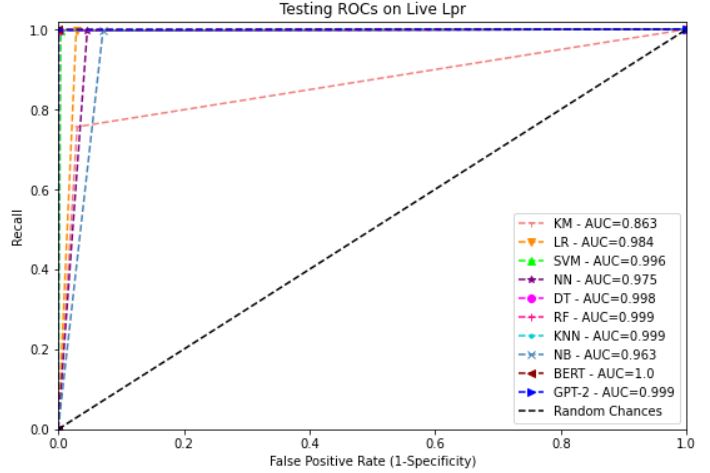 Testing ROCs on Live Lpr
1.0
0.8
0.6
0.4
0.2
0.0
Recall
0.0 0.2 0.4 0.6 0.8 1.0
False Positive Rate (1-Specificity)
KM - AUC=0.863
LR - AUC=0.984
SVM - AUC=0.996
NN - AUC=0.975
DT - AUC=0.998
RF - AUC=0.999
KNN - AUC=0.999
NB - AUC=0.963
BERT - AUC=1.0
GPT-2 - AUC=0.999
Random Chances